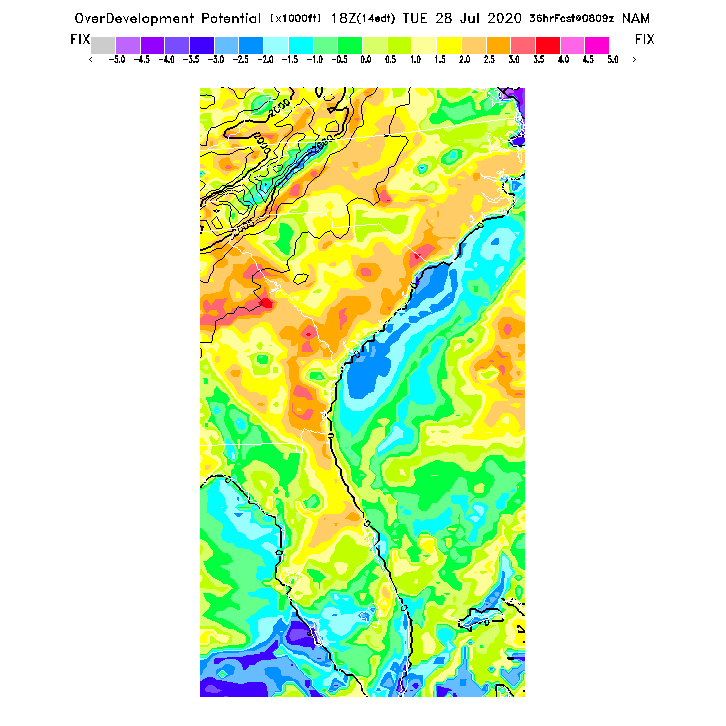 OverDevelopment Potential [x1000ft] 18Z(14edt) TUE 28 Jul 2020 36hrFcst@0809z NAM
FIX FIX
< -5.0 -4.5 -4.0 -3.5 -3.0 -2.5 -2.0 -1.5 -1.0 -0.5 0.0 0.5 1.0 1.5 2.0 2.5 3.0 3.5 4.0 4.5 5.0 >
2000
2000